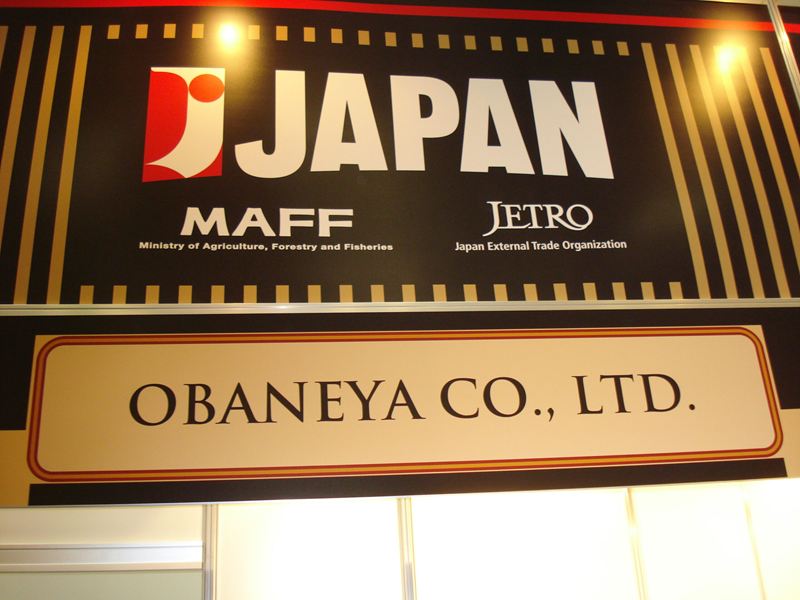 JAPAN
MAFF
Ministry of Agriculture, Forestry and Fisheries
JETRO
Japan External Trade Organization
OBANEYA CO., LTD.